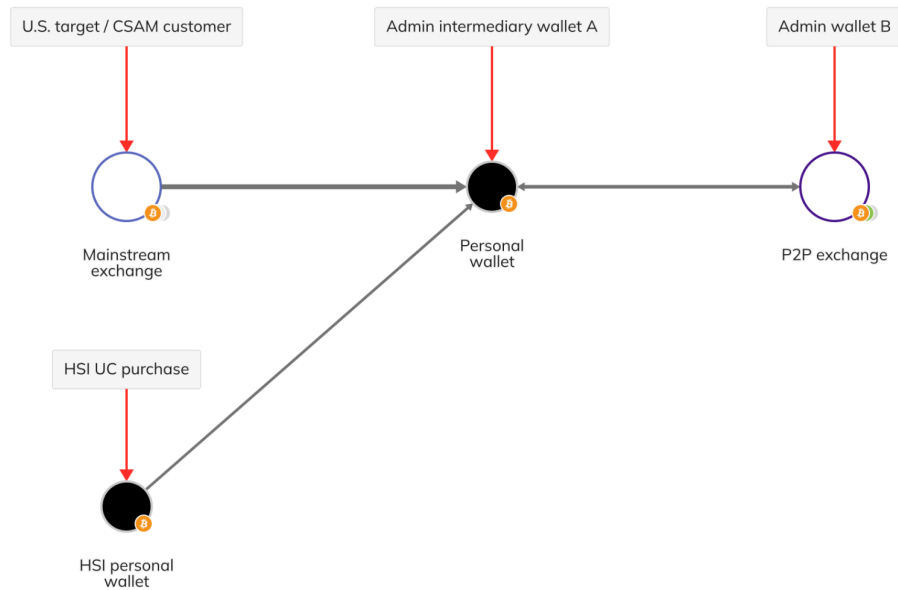 U.S. target / CSAM customer
Admin intermediary wallet A
Admin wallet B
Mainstream
exchange
Personal
wallet
P2P exchange
HSI UC purchase
HSI personal
wallet